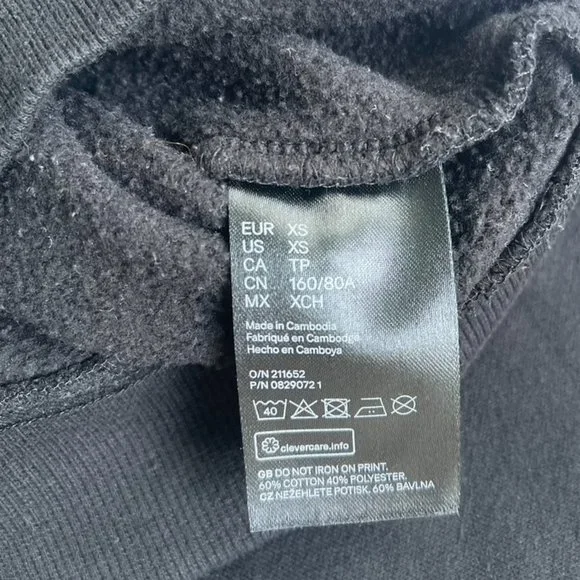 EUR XS
US XS
CA TP
CN 160/80A
MX XCH
Made in Cambodia
Fabriqué en Cambodge
Hecho en Camboya
O/N 211652
P/N 0829072 1
40
clevercare.info
GB DO NOT IRON ON PRINT.
60% COTTON 40% POLYESTER
CZ NEŽEHLETE POTISK. 60% BAVLNA